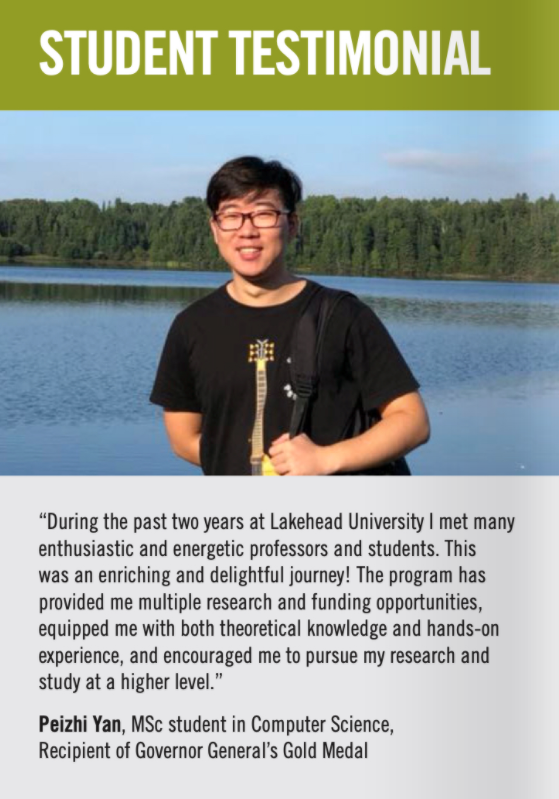 STUDENT TESTIMONIAL
“During the past two years at Lakehead University I met many
enthusiastic and energetic professors and students. This
was an enriching and delightful journey! The program has
provided me multiple research and funding opportunities,
equipped me with both theoretical knowledge and hands-on
experience, and encouraged me to pursue my research and
study at a higher level.”
Peizhi Yan, MSc student in Computer Science,
Recipient of Governor General’s Gold Medal